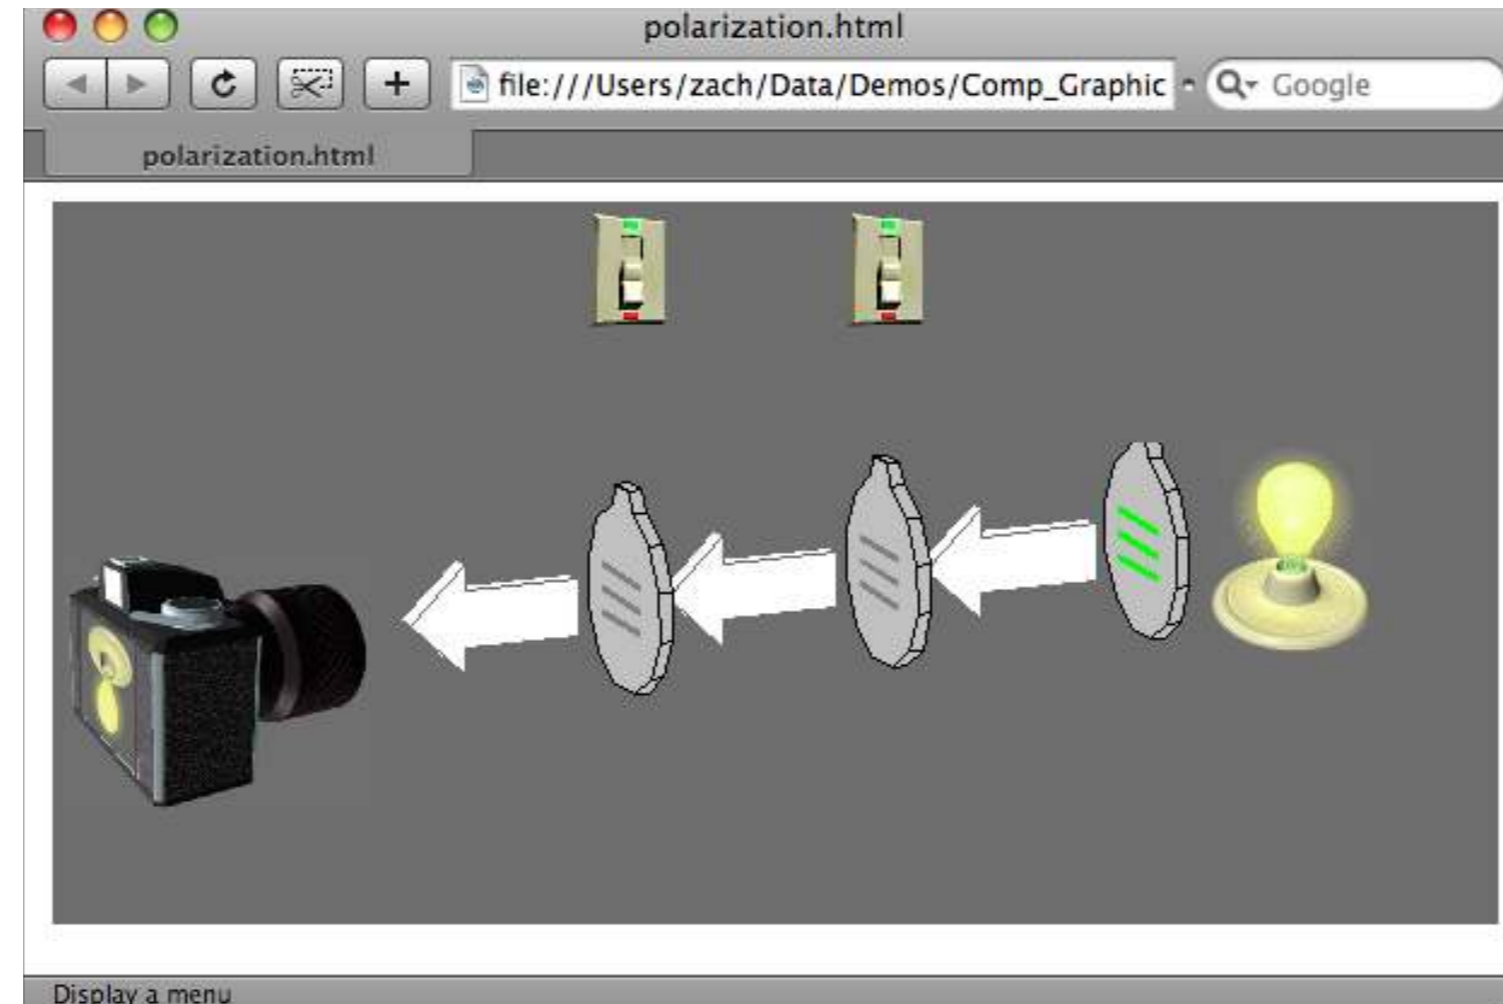 polarization.html
file:///Users/zach/Data/Demos/Comp_Graphic
Google
polarization.html
Display a menu